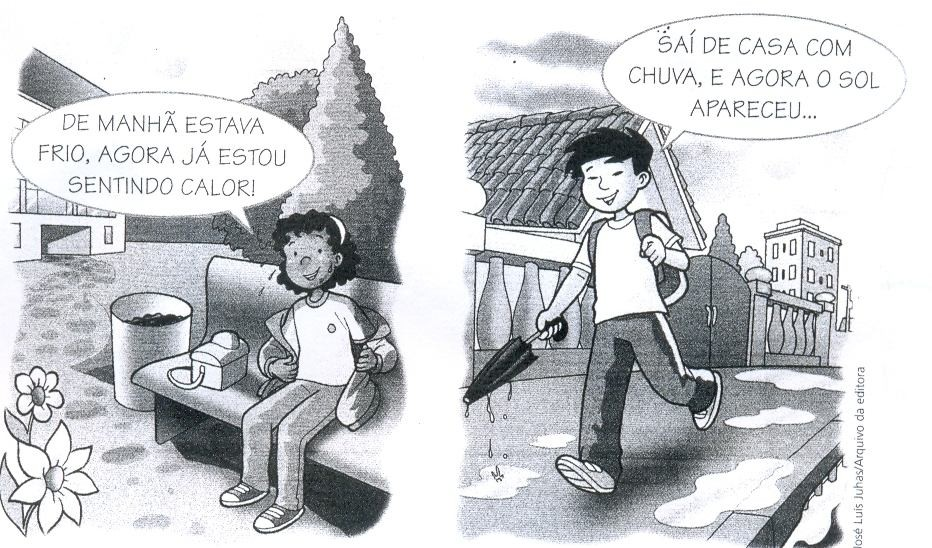 DE MANHÃ ESTAVA
FRIO, AGORA JÁ ESTOU
SENTINDO CALOR!
SAÍ DE CASA COM
CHUVA, E AGORA O SOL
APARECEU...
José Luís Juhas/Arquivo da editora